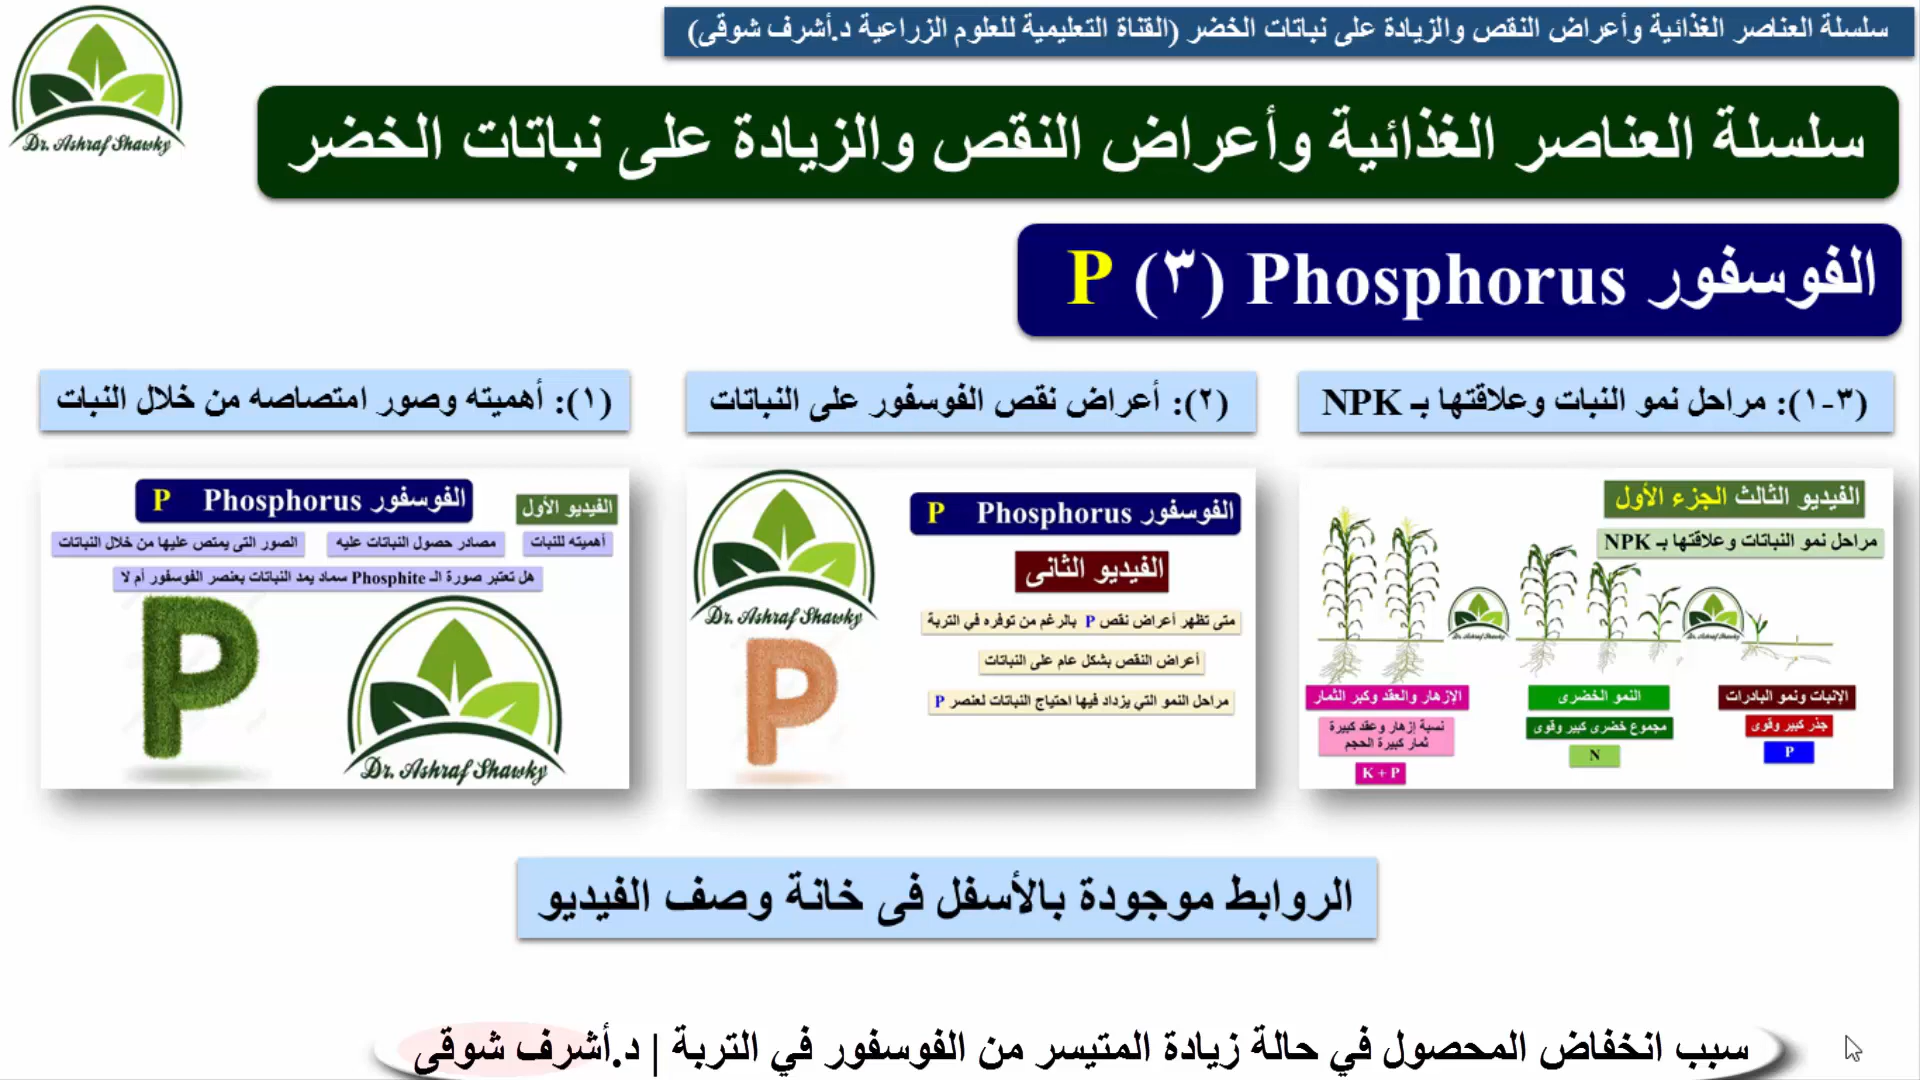 سلسلة العناصر الغذائية وأعراض النقص والزيادة على نباتات الخضر (القناة التعليمية للعلوم الزراعية د.أشرف شوقى)
Dr. Ashraf Shawky
سلسلة العناصر الغذائية وأعراض النقص والزيادة على نباتات الخضر
الفوسفور Phosphorus (٣) P
(٣-١): مراحل نمو النبات وعلاقتها بـ NPK
(٢): أعراض نقص الفوسفور على النباتات
(١): أهميته وصور امتصاصه من خلال النبات
الفيديو الثالث الجزء الأول
مراحل نمو النباتات وعلاقتها بـ NPK
Dr. Ashraf Shawky
Dr. Ashraf Shawky
الإنبات ونمو البادرات
النمو الخضرى
الإزهار والعقد وكبر الثمار
جذر كبير وقوى
مجموع خضرى كبير وقوى
نسبة إزهار وعقد كبيرة
ثمار كبيرة الحجم
P
N
K + P
الفوسفور Phosphorus P
الفيديو الثانى
Dr. Ashraf Shawky
متى تظهر أعراض نقص P بالرغم من توفره في التربة
أعراض النقص بشكل عام على النباتات
مراحل النمو التي يزداد فيها احتياج النباتات لعنصر P
P
الفيديو الأول
الفوسفور Phosphorus P
أهميته للنبات
مصادر حصول النباتات عليه
الصور التى يمتص عليها من خلال النباتات
هل تعتبر صورة الـ Phosphite سماد يمد النباتات بعنصر الفوسفور أم لا
P
Dr. Ashraf Shawky
الروابط موجودة بالأسفل فى خانة وصف الفيديو
سبب انخفاض المحصول في حالة زيادة المتيسر من الفوسفور في التربة | د.أشرف شوقى